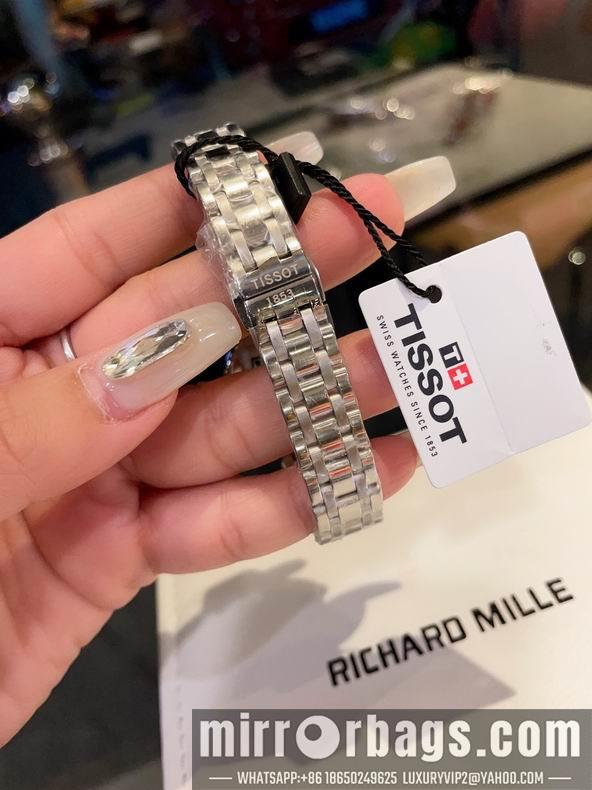 TISSOT
1853
T+
TISSOT
SWISS WATCHES SINCE 1853
RICHARD MILLE
mirrorbags.com
WHATSAPP:+86 18650249625 LUXURYVIP2@YAHOO.COM